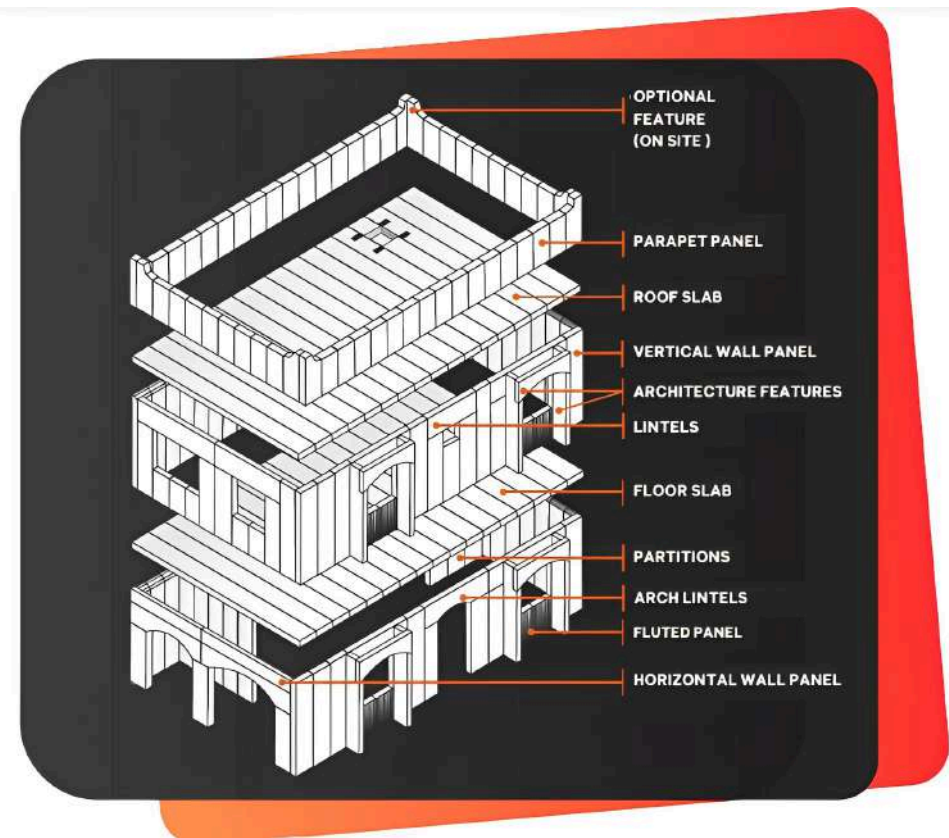 OPTIONAL
FEATURE
(ON SITE )
PARAPET PANEL
ROOF SLAB
VERTICAL WALL PANEL
ARCHITECTURE FEATURES
LINTELS
FLOOR SLAB
PARTITIONS
ARCH LINTELS
FLUTED PANEL
HORIZONTAL WALL PANEL